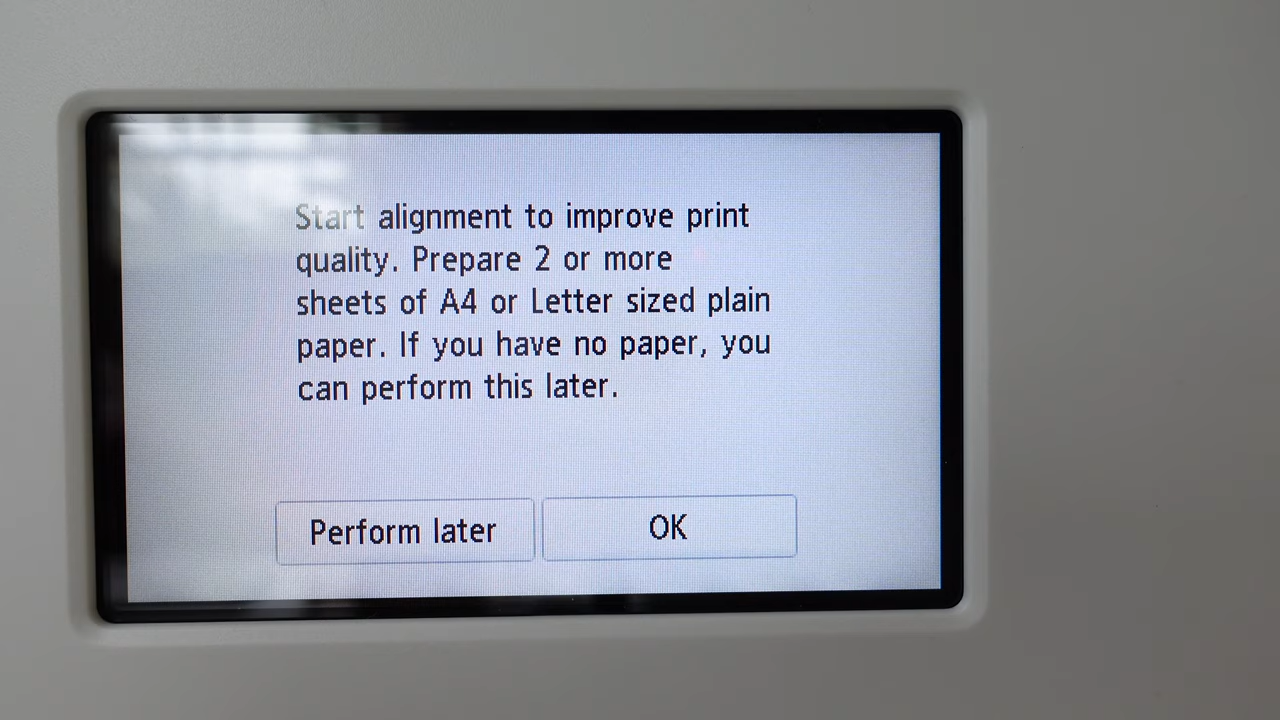 Start alignment to improve print
quality. Prepare 2 or more
sheets of A4 or Letter sized plain
paper. If you have no paper, you
can perform this later.
Perform later
OK